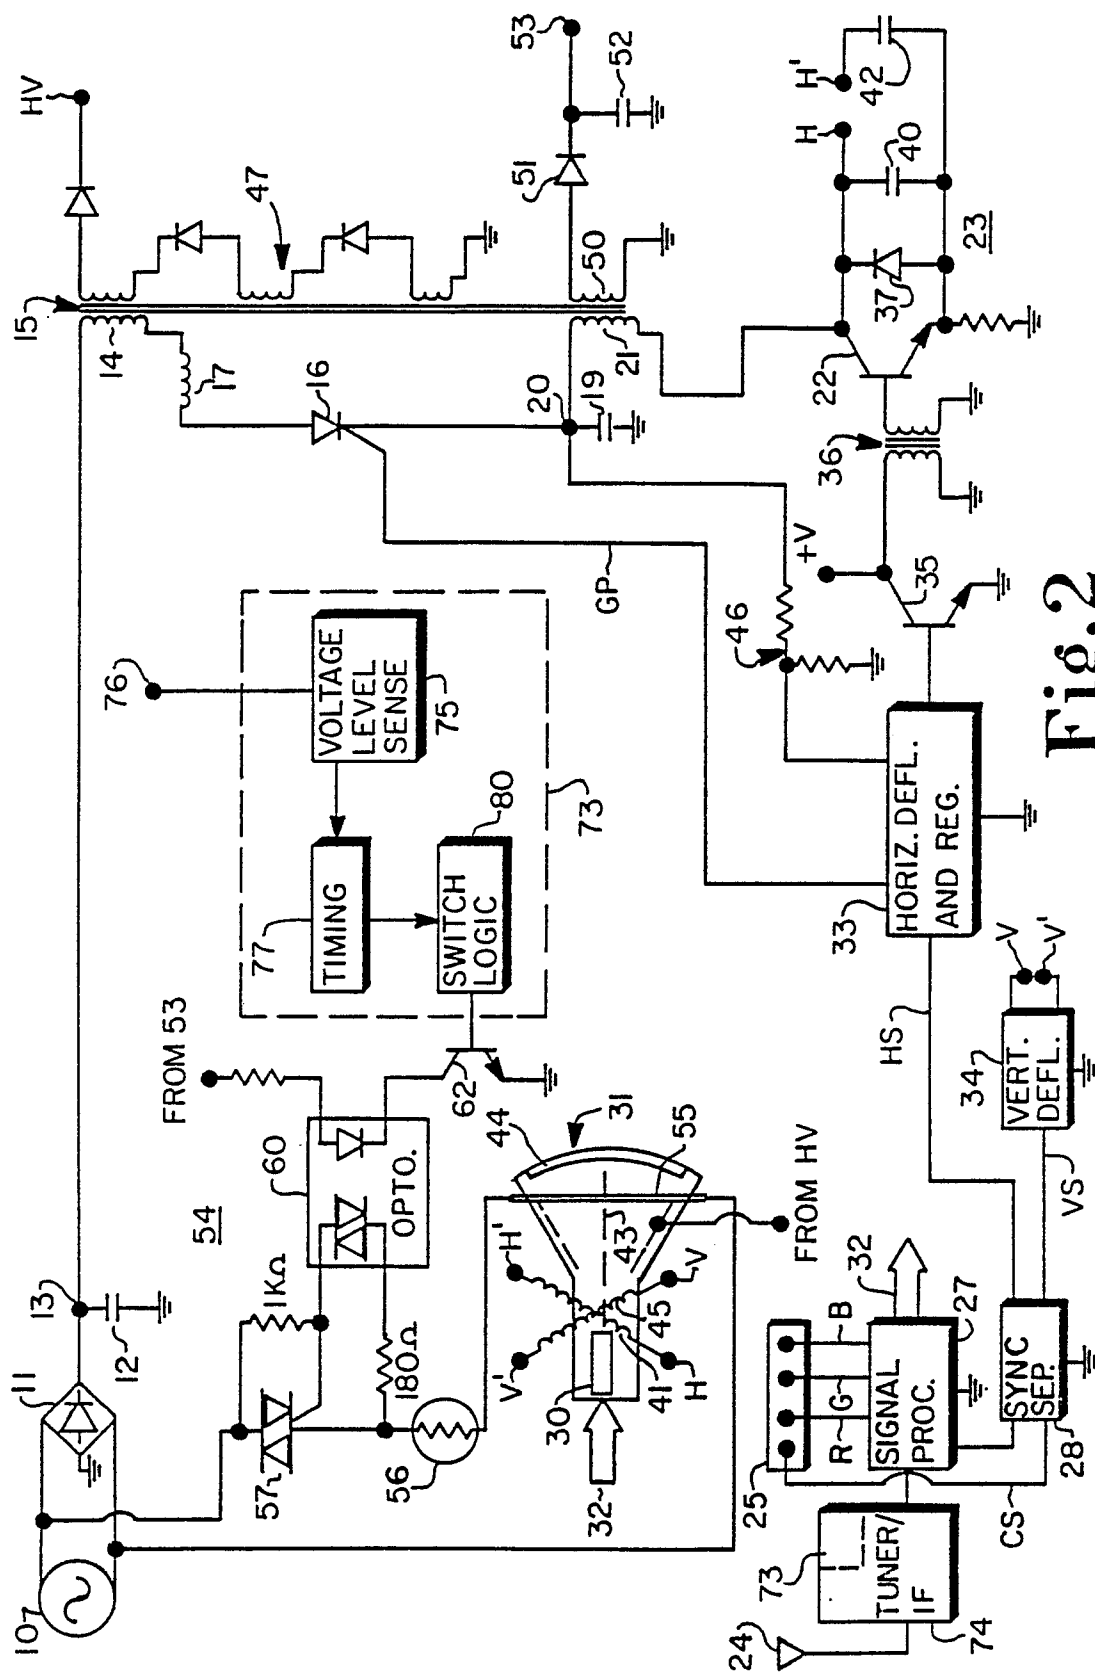 HV
53
15
14
17
47
16
52
51
50
21
20
19
H'
H
42
40
37
23
22
36
+V
35
46
GP
76
VOLTAGE
LEVEL
SENSE
75
77
TIMING
80
SWITCH
LOGIC
73
FROM 53
62
60
OPTO.
54
1KΩ
180Ω
13
12
11
10
57
56
44
31
55
43
H'
V
V'
H
45
41
30
32
FROM HV
HORIZ. DEFL.
AND REG.
33
HS
34
VERT.
DEFL.
V
V'
VS
32
27
25
R
G
B
SIGNAL
PROC.
SYNC
SEP.
28
CS
73
TUNER/
IF
74
24
Fig.2